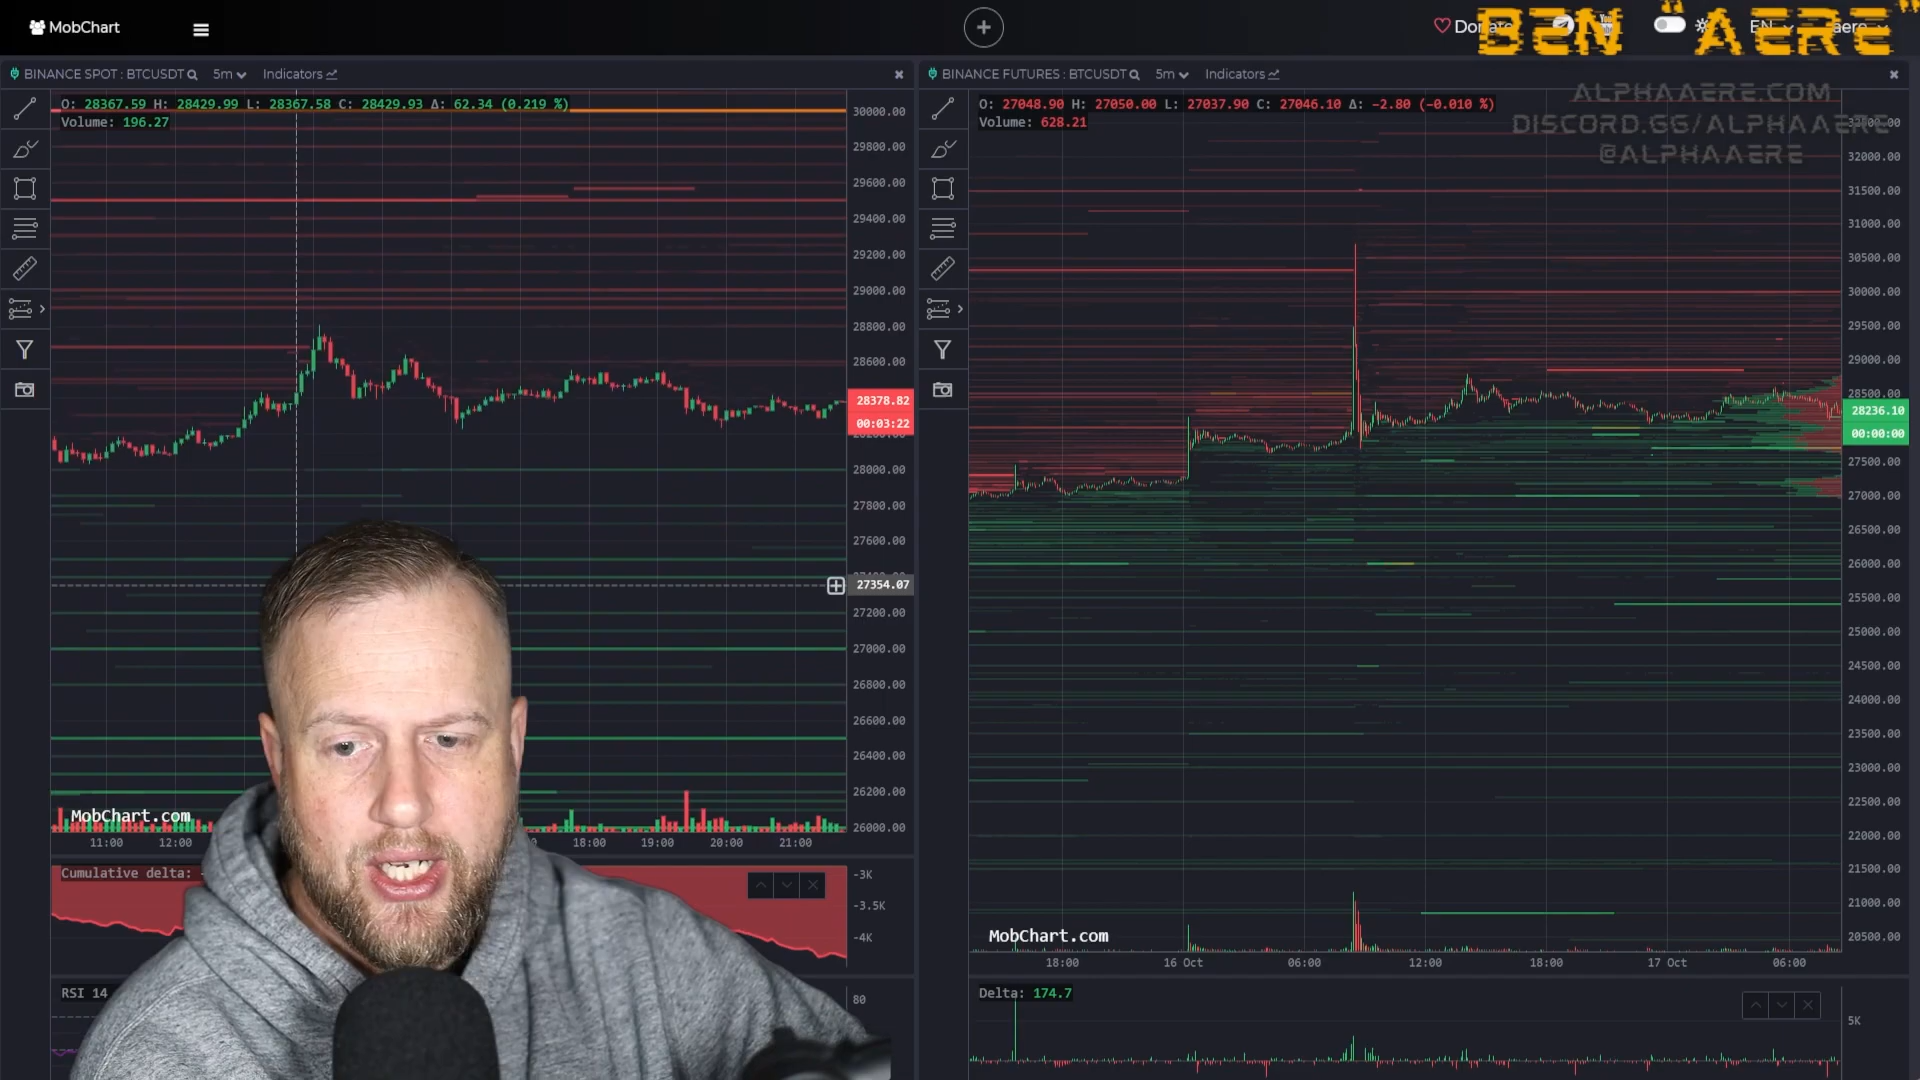 MobChart
Donate
EN
aere
BEN "AERE"
BINANCE SPOT : BTCUSDT
5m
Indicators
BINANCE FUTURES : BTCUSDT
5m
Indicators
ALPHAAERE.COM
DISCORD.GG/ALPHAAERE
@ALPHAAERE
O: 28367.59 H: 28429.99 L: 28367.58 C: 28429.93 Δ: 62.34 (0.219 %)
Volume: 196.27
30000.00
29800.00
29600.00
29400.00
29200.00
29000.00
28800.00
28600.00
28378.82
00:03:22
28200.00
28000.00
27800.00
27600.00
27354.07
27200.00
27000.00
26800.00
26600.00
26400.00
26200.00
26000.00
MobChart.com
11:00
12:00
18:00
19:00
20:00
21:00
Cumulative delta: -
-3K
-3.5K
-4K
RSI 14
80
O: 27048.90 H: 27050.00 L: 27037.90 C: 27046.10 Δ: -2.80 (-0.010 %)
Volume: 628.21
32000.00
31500.00
31000.00
30500.00
30000.00
29500.00
29000.00
28500.00
28236.10
00:00:00
27500.00
27000.00
26500.00
26000.00
25500.00
25000.00
24500.00
24000.00
23500.00
23000.00
22500.00
22000.00
21500.00
21000.00
20500.00
MobChart.com
18:00
16 Oct
06:00
12:00
18:00
17 Oct
06:00
Delta: 174.7
5K